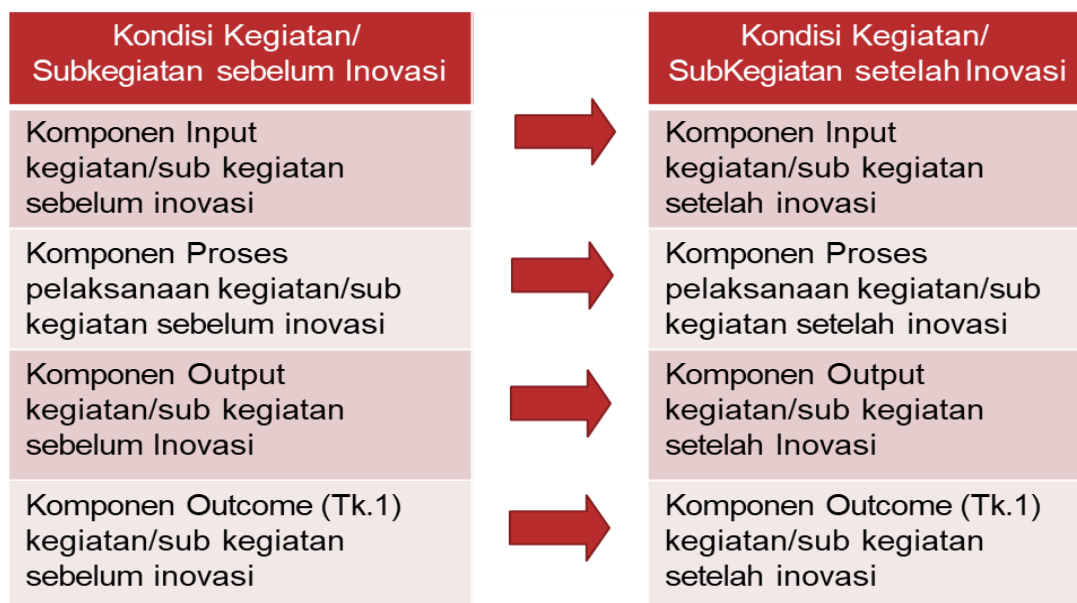 Kondisi Kegiatan/
Subkegiatan sebelum Inovasi
Komponen Input
kegiatan/sub kegiatan
sebelum inovasi
Komponen Proses
pelaksanaan kegiatan/sub
kegiatan sebelum inovasi
Komponen Output
kegiatan/sub kegiatan
sebelum Inovasi
Komponen Outcome (Tk.1)
kegiatan/sub kegiatan
sebelum inovasi
Kondisi Kegiatan/
SubKegiatan setelah Inovasi
Komponen Input
kegiatan/sub kegiatan
setelah inovasi
Komponen Proses
pelaksanaan kegiatan/sub
kegiatan setelah inovasi
Komponen Output
kegiatan/sub kegiatan
setelah Inovasi
Komponen Outcome (Tk.1)
kegiatan/sub kegiatan
setelah inovasi